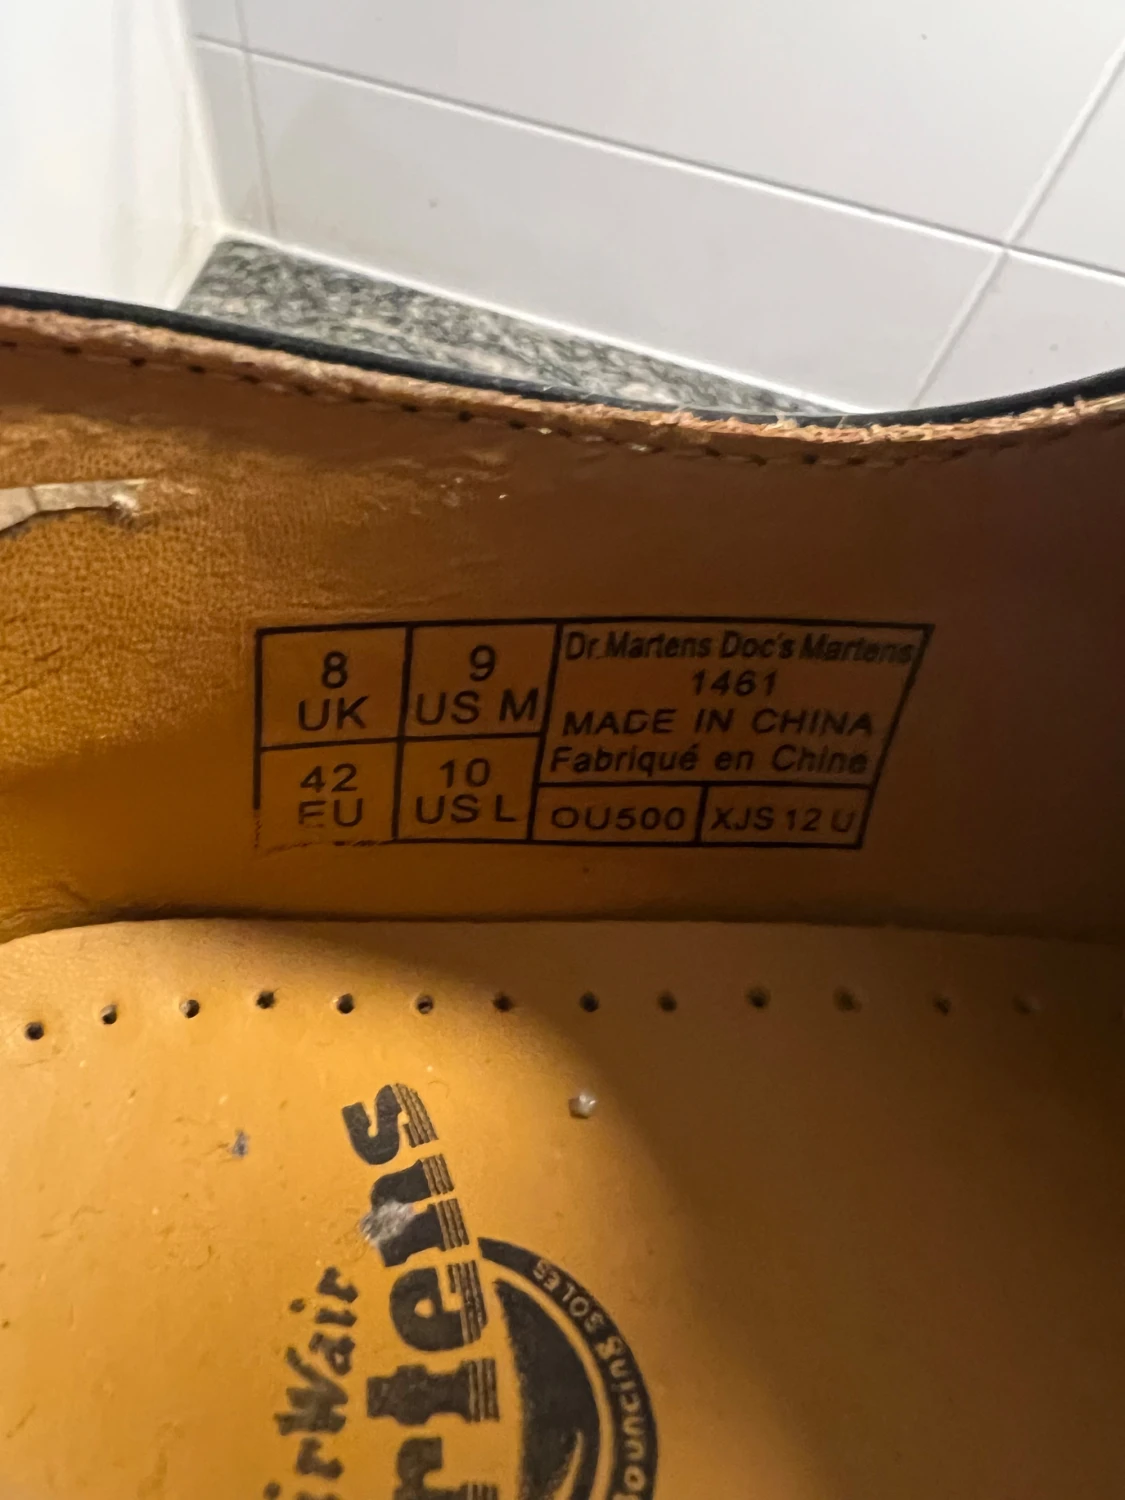 8
UK
9
US M
42
EU
10
US L
Dr.Martens Doc's Martens
1461
MADE IN CHINA
Fabriqué en Chine
OU500
XJS 12 U
AirWair
Martens
Bouncing SOLES